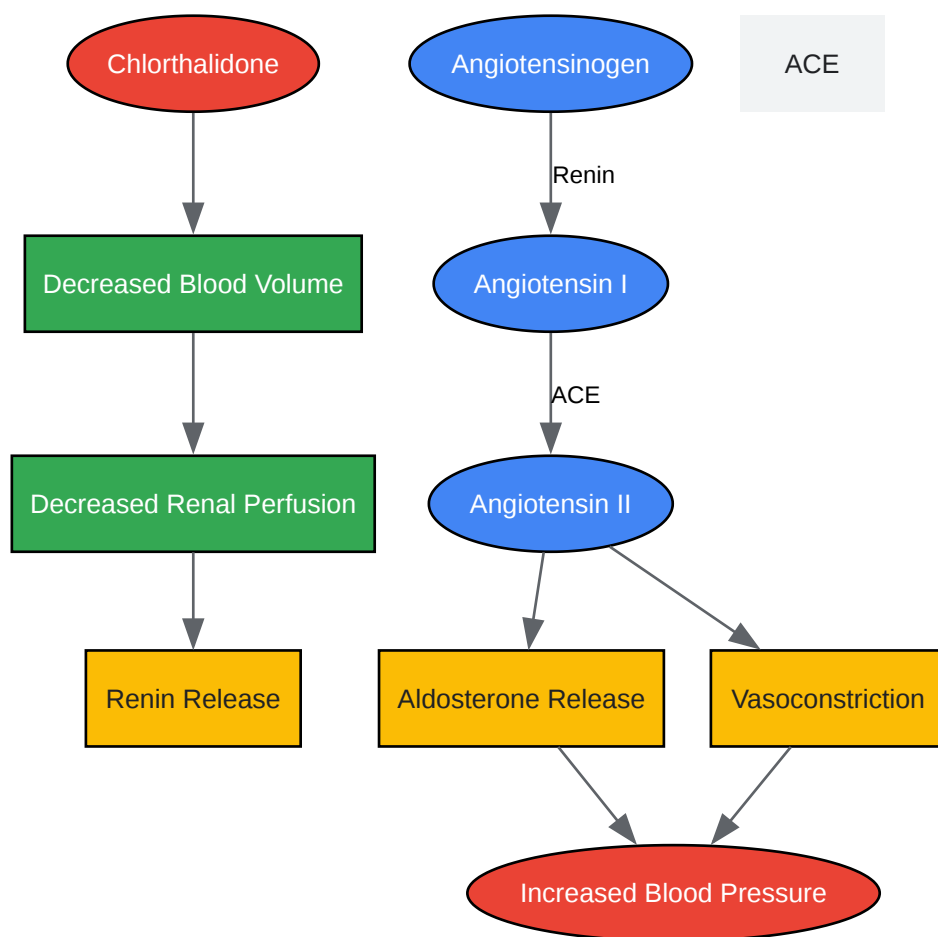 Chlorthalidone
Angiotensinogen
ACE
Renin
Decreased Blood Volume
Angiotensin I
ACE
Decreased Renal Perfusion
Angiotensin II
Renin Release
Aldosterone Release
Vasoconstriction
Increased Blood Pressure